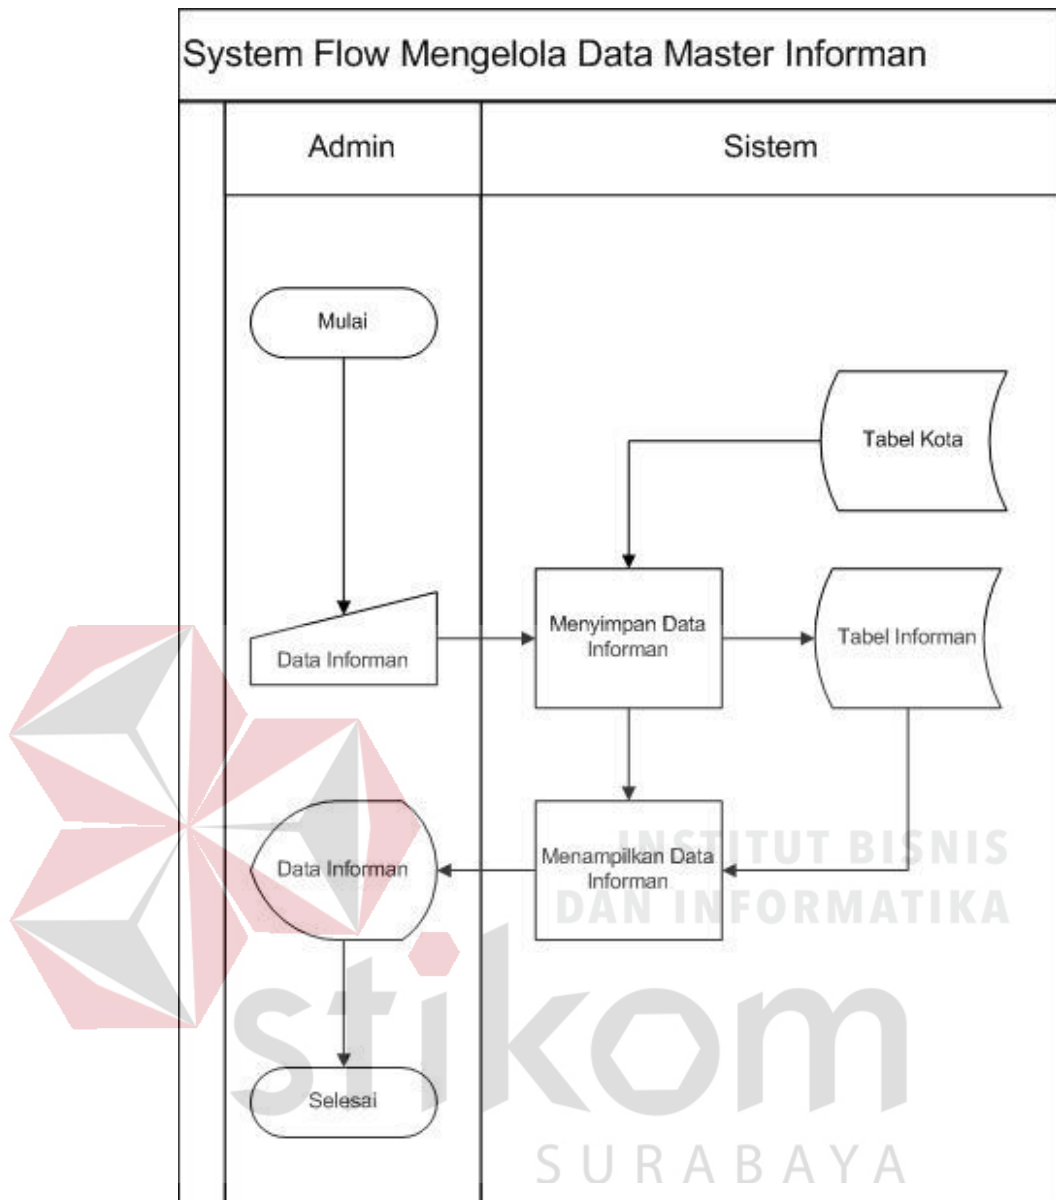 System Flow Mengelola Data Master Informan
Admin
Sistem
Mulai
Tabel Kota
Data Informan
Menyimpan Data
Informan
Tabel Informan
Data Informan
Menampilkan Data
Informan
INSTITUT BISNIS
DAN INFORMATIKA
stikom
Selesai
SURABAYA